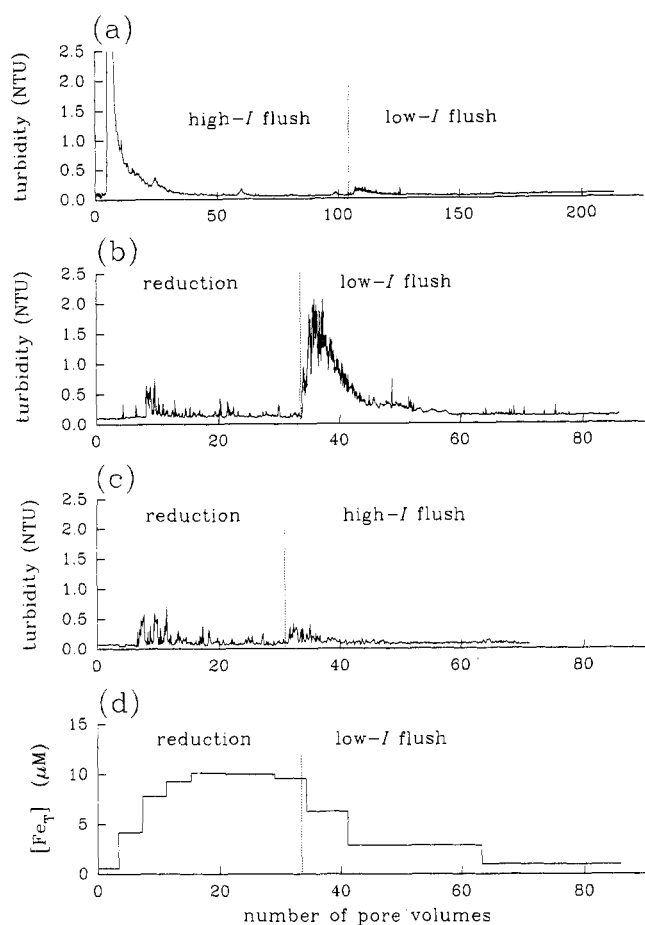 (a)
turbidity (NTU)
2.5
2.0
1.5
1.0
0.5
0.0
high-I flush
low-I flush
0
50
100
150
200
(b)
turbidity (NTU)
2.5
2.0
1.5
1.0
0.5
0.0
reduction
low-I flush
0
20
40
60
80
(c)
turbidity (NTU)
2.5
2.0
1.5
1.0
0.5
0.0
reduction
high-I flush
0
20
40
60
80
(d)
[Fe_T] (μM)
15
10
5
0
reduction
low-I flush
0
20
40
60
80
number of pore volumes